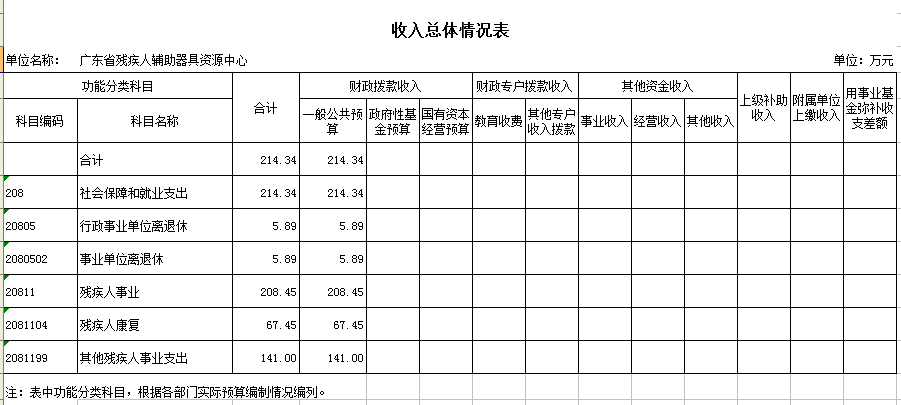 收入总体情况表
单位名称： 广东省残疾人辅助器具资源中心 单位：万元
功能分类科目 合计 财政拨款收入 财政专户拨款收入 其他资金收入 上级补助收入 附属单位上缴收入 用事业基金弥补收支差额
科目编码 科目名称 一般公共预算 政府性基金预算 国有资本经营预算 教育收费 其他专户收入拨款 事业收入 经营收入 其他收入
合计 214.34 214.34
208 社会保障和就业支出 214.34 214.34
20805 行政事业单位离退休 5.89 5.89
2080502 事业单位离退休 5.89 5.89
20811 残疾人事业 208.45 208.45
2081104 残疾人康复 67.45 67.45
2081199 其他残疾人事业支出 141.00 141.00
注：表中功能分类科目，根据各部门实际预算编制情况编列。